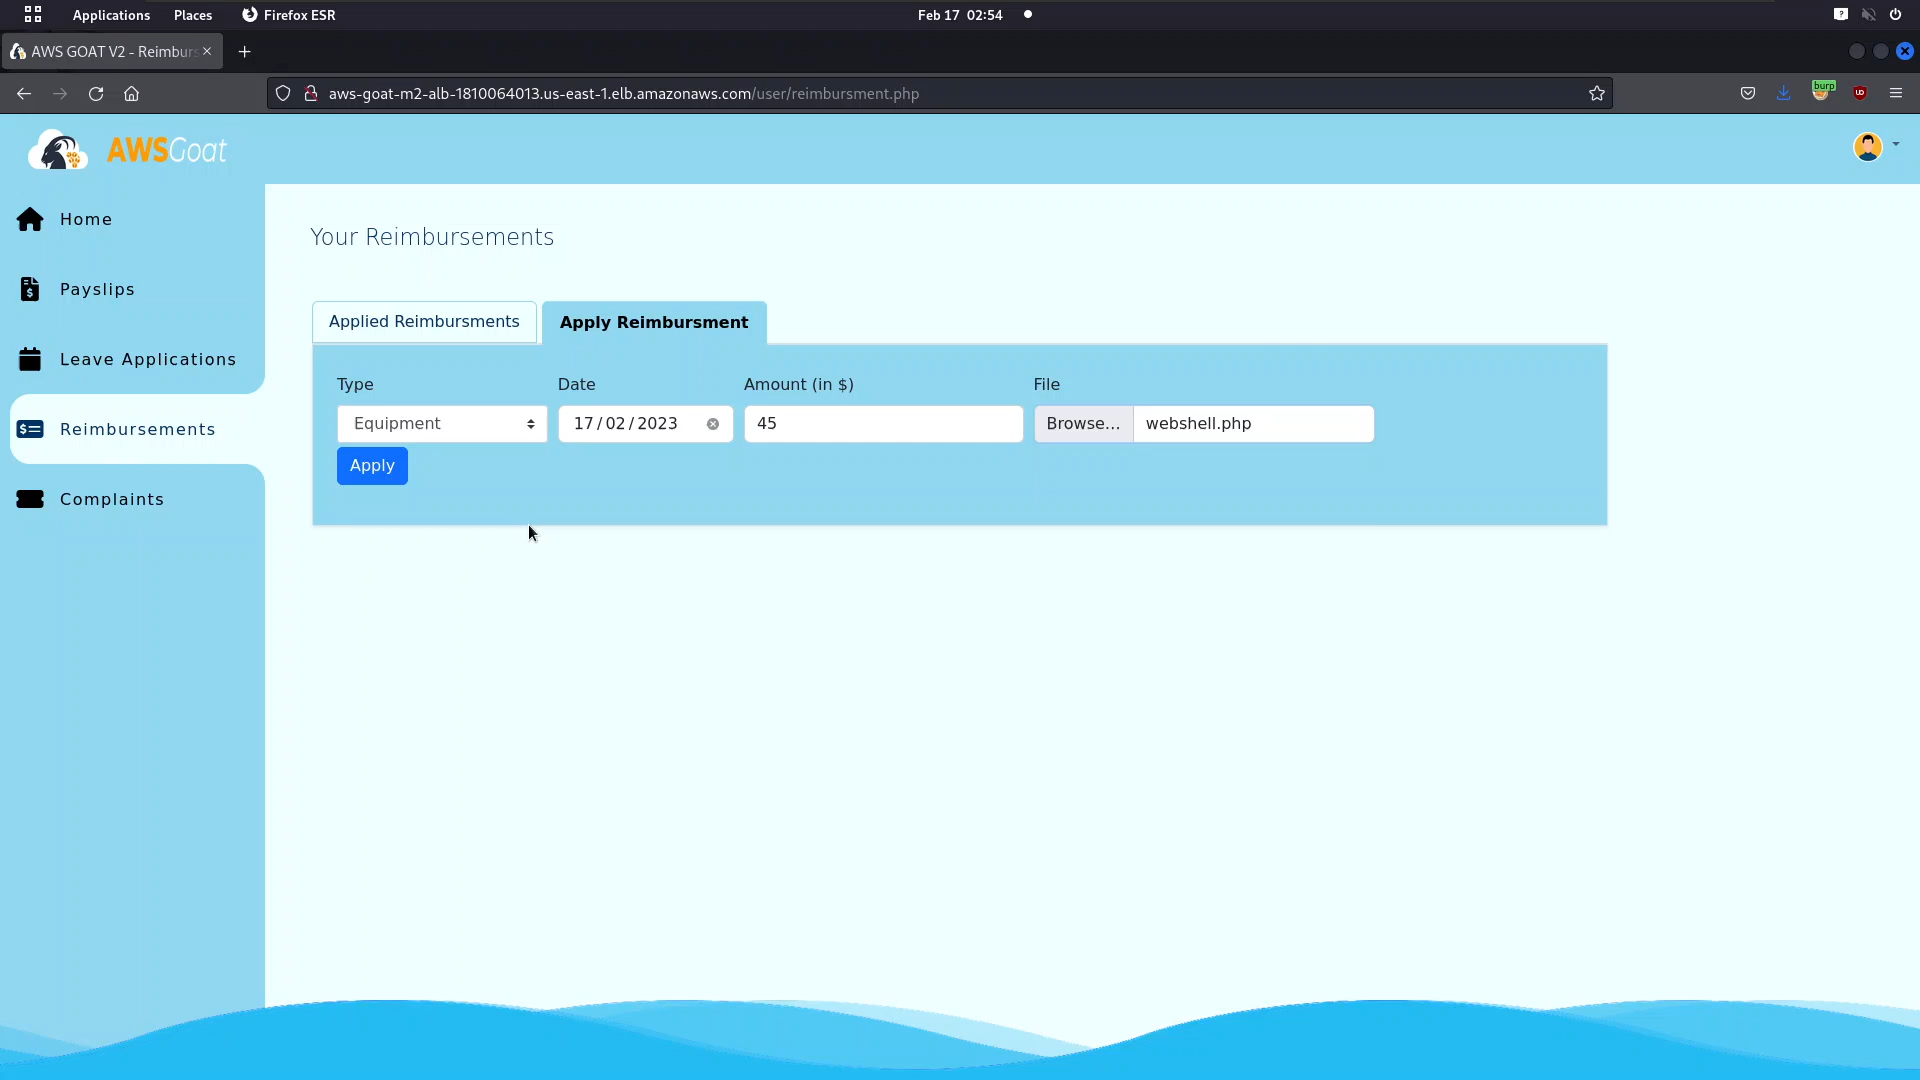 Applications Places Firefox ESR Feb 17 02:54
AWS GOAT V2 - Reimburs
aws-goat-m2-alb-1810064013.us-east-1.elb.amazonaws.com/user/reimbursment.php
burp
AWSGoat
Home
Payslips
Leave Applications
Reimbursements
Complaints
Your Reimbursements
Applied Reimbursments Apply Reimbursment
Type Date Amount (in $) File
Equipment 17/02/2023 45 Browse... webshell.php
Apply